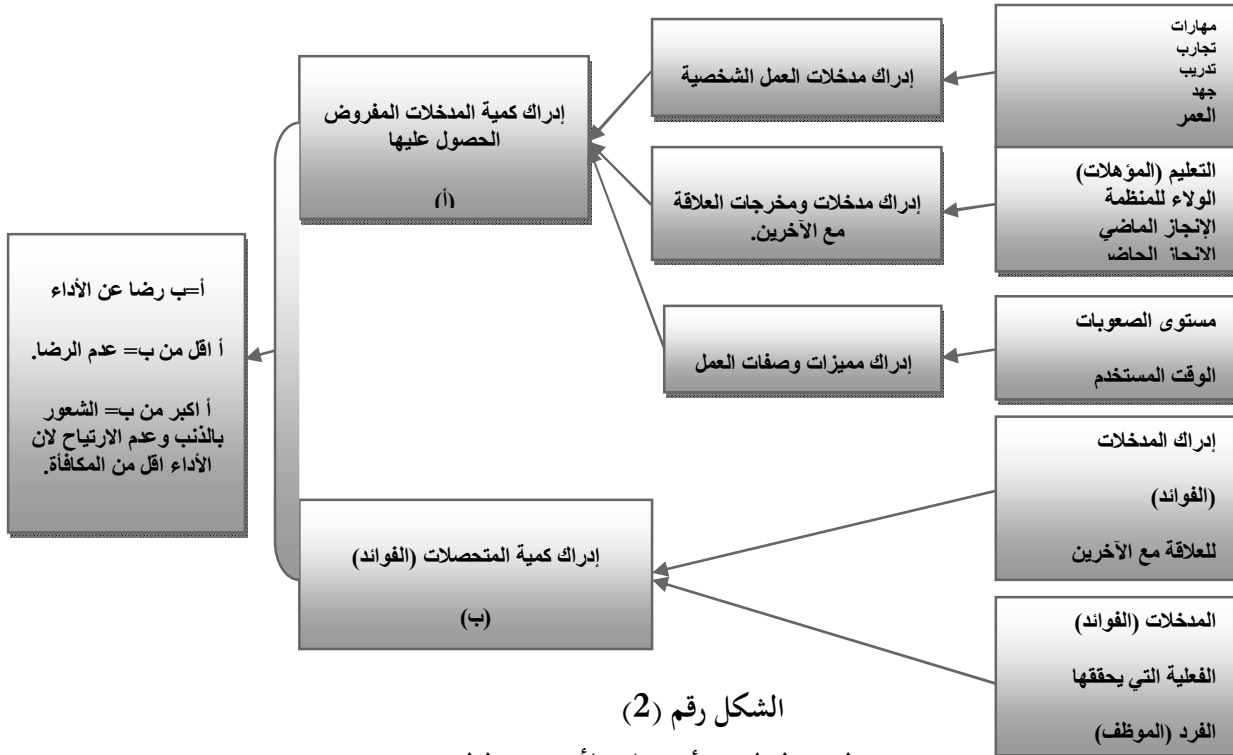 مهارات
تجارب
تدريب
جهد
العمر
التعليم (المؤهلات)
الولاء للمنظمة
الإنجاز الماضي
الانجاز الحاضر
مستوى الصعوبات
الوقت المستخدم
إدراك المدخلات
(الفوائد)
للعلاقة مع الآخرين
المدخلات (الفوائد)
الفعلية التي يحققها
الفرد (الموظف)
إدراك مدخلات العمل الشخصية
إدراك مدخلات ومخرجات العلاقة
مع الآخرين.
إدراك مميزات وصفات العمل
إدراك كمية المدخلات المفروض
الحصول عليها
(أ)
إدراك كمية المتحصلات (الفوائد)
(ب)
أ=ب رضا عن الأداء
أ اقل من ب= عدم الرضا.
أ اكبر من ب= الشعور
بالذنب وعدم الارتياح لان
الأداء اقل من المكافأة.
الشكل رقم (2)